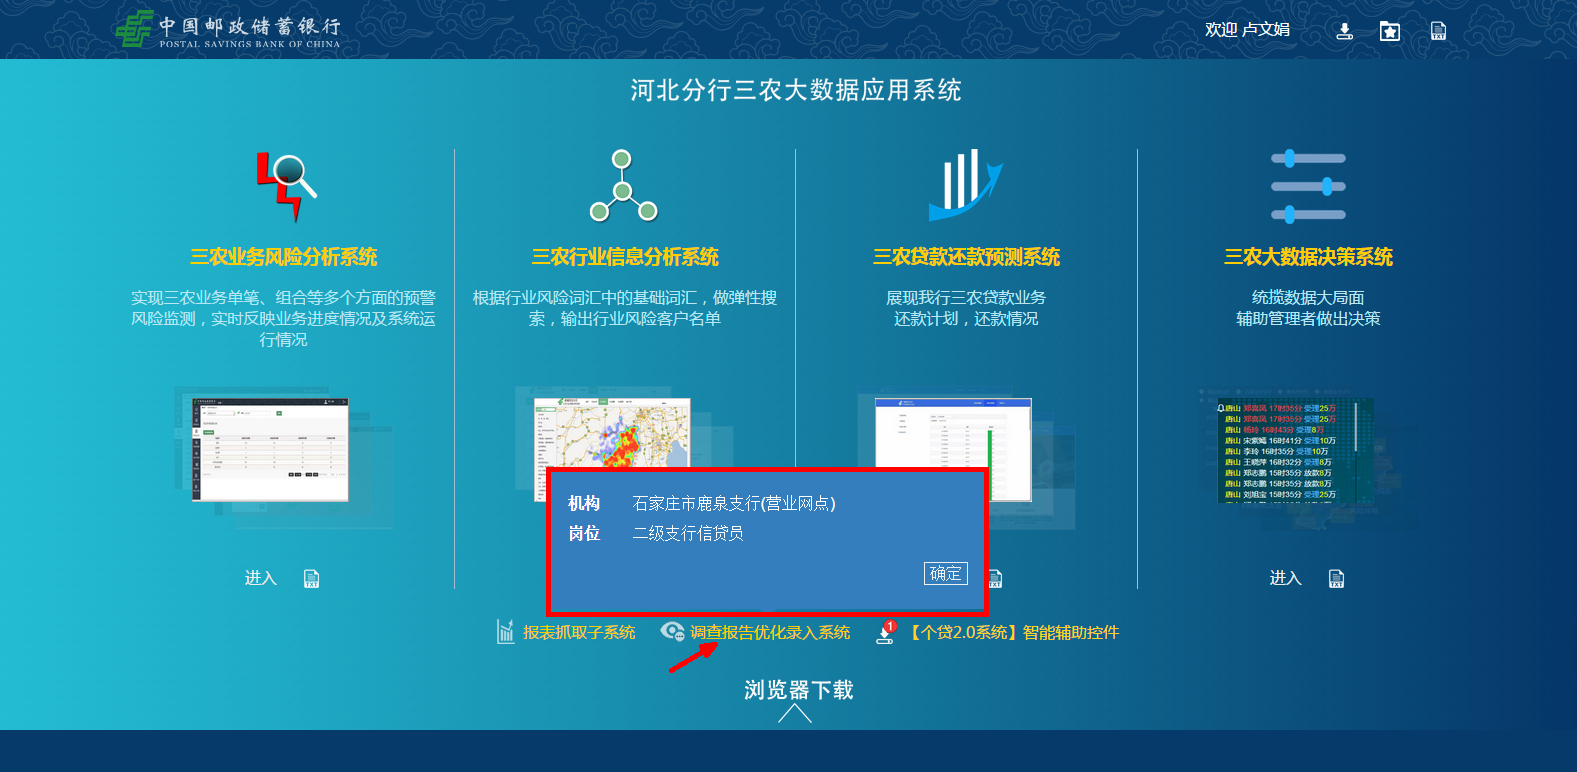 中国邮政储蓄银行
POSTAL SAVINGS BANK OF CHINA
欢迎 卢文娟
河北分行三农大数据应用系统
三农业务风险分析系统
实现三农业务单笔、组合等多个方面的预警
风险监测，实时反映业务进度情况及系统运
行情况
三农行业信息分析系统
根据行业风险词汇中的基础词汇，做弹性搜
索，输出行业风险客户名单
三农贷款还款预测系统
展现我行三农贷款业务
还款计划，还款情况
三农大数据决策系统
统揽数据大局面
辅助管理者做出决策
唐山 郑喜凤 17时35分 受理25万
唐山 郑喜凤 17时35分 受理25万
唐山 杨玲 16时43分 受理8万
唐山 宋紫嫣 16时41分 受理10万
唐山 李玲 16时35分 受理10万
唐山 王晓萍 16时32分 受理8万
唐山 郑志鹏 15时35分 放款8万
唐山 郑志鹏 15时35分 放款8万
唐山 刘旭宝 15时35分 受理25万
机构 石家庄市鹿泉支行(营业网点)
岗位 二级支行信贷员
确定
进入 TXT
TXT
进入 TXT
报表抓取子系统
调查报告优化录入系统
1
【个贷2.0系统】智能辅助控件
浏览器下载